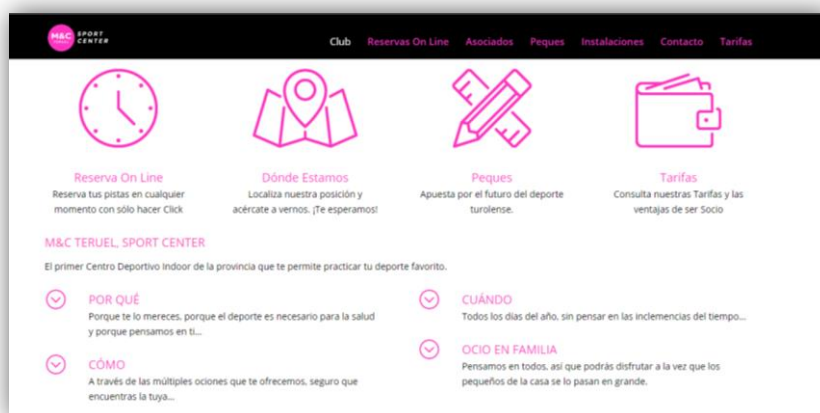 M&C
SPORT
CENTER
Club Reservas On Line Asociados Peques Instalaciones Contacto Tarifas
Reserva On Line
Reserva tus pistas en cualquier
momento con sólo hacer Click
Dónde Estamos
Localiza nuestra posición y
acércate a vernos. ¡Te esperamos!
Peques
Apuesta por el futuro del deporte
turolense.
Tarifas
Consulta nuestras Tarifas y las
ventajas de ser Socio
M&C TERUEL, SPORT CENTER
El primer Centro Deportivo Indoor de la provincia que te permite practicar tu deporte favorito.
POR QUÉ
Porque te lo mereces, porque el deporte es necesario para la salud
y porque pensamos en ti...
CÓMO
A través de las múltiples ociones que te ofrecemos, seguro que
encuentras la tuya...
CUÁNDO
Todos los días del año, sin pensar en las inclemencias del tiempo...
OCIO EN FAMILIA
Pensamos en todos, así que podrás disfrutar a la vez que los
pequeños de la casa se lo pasan en grande.